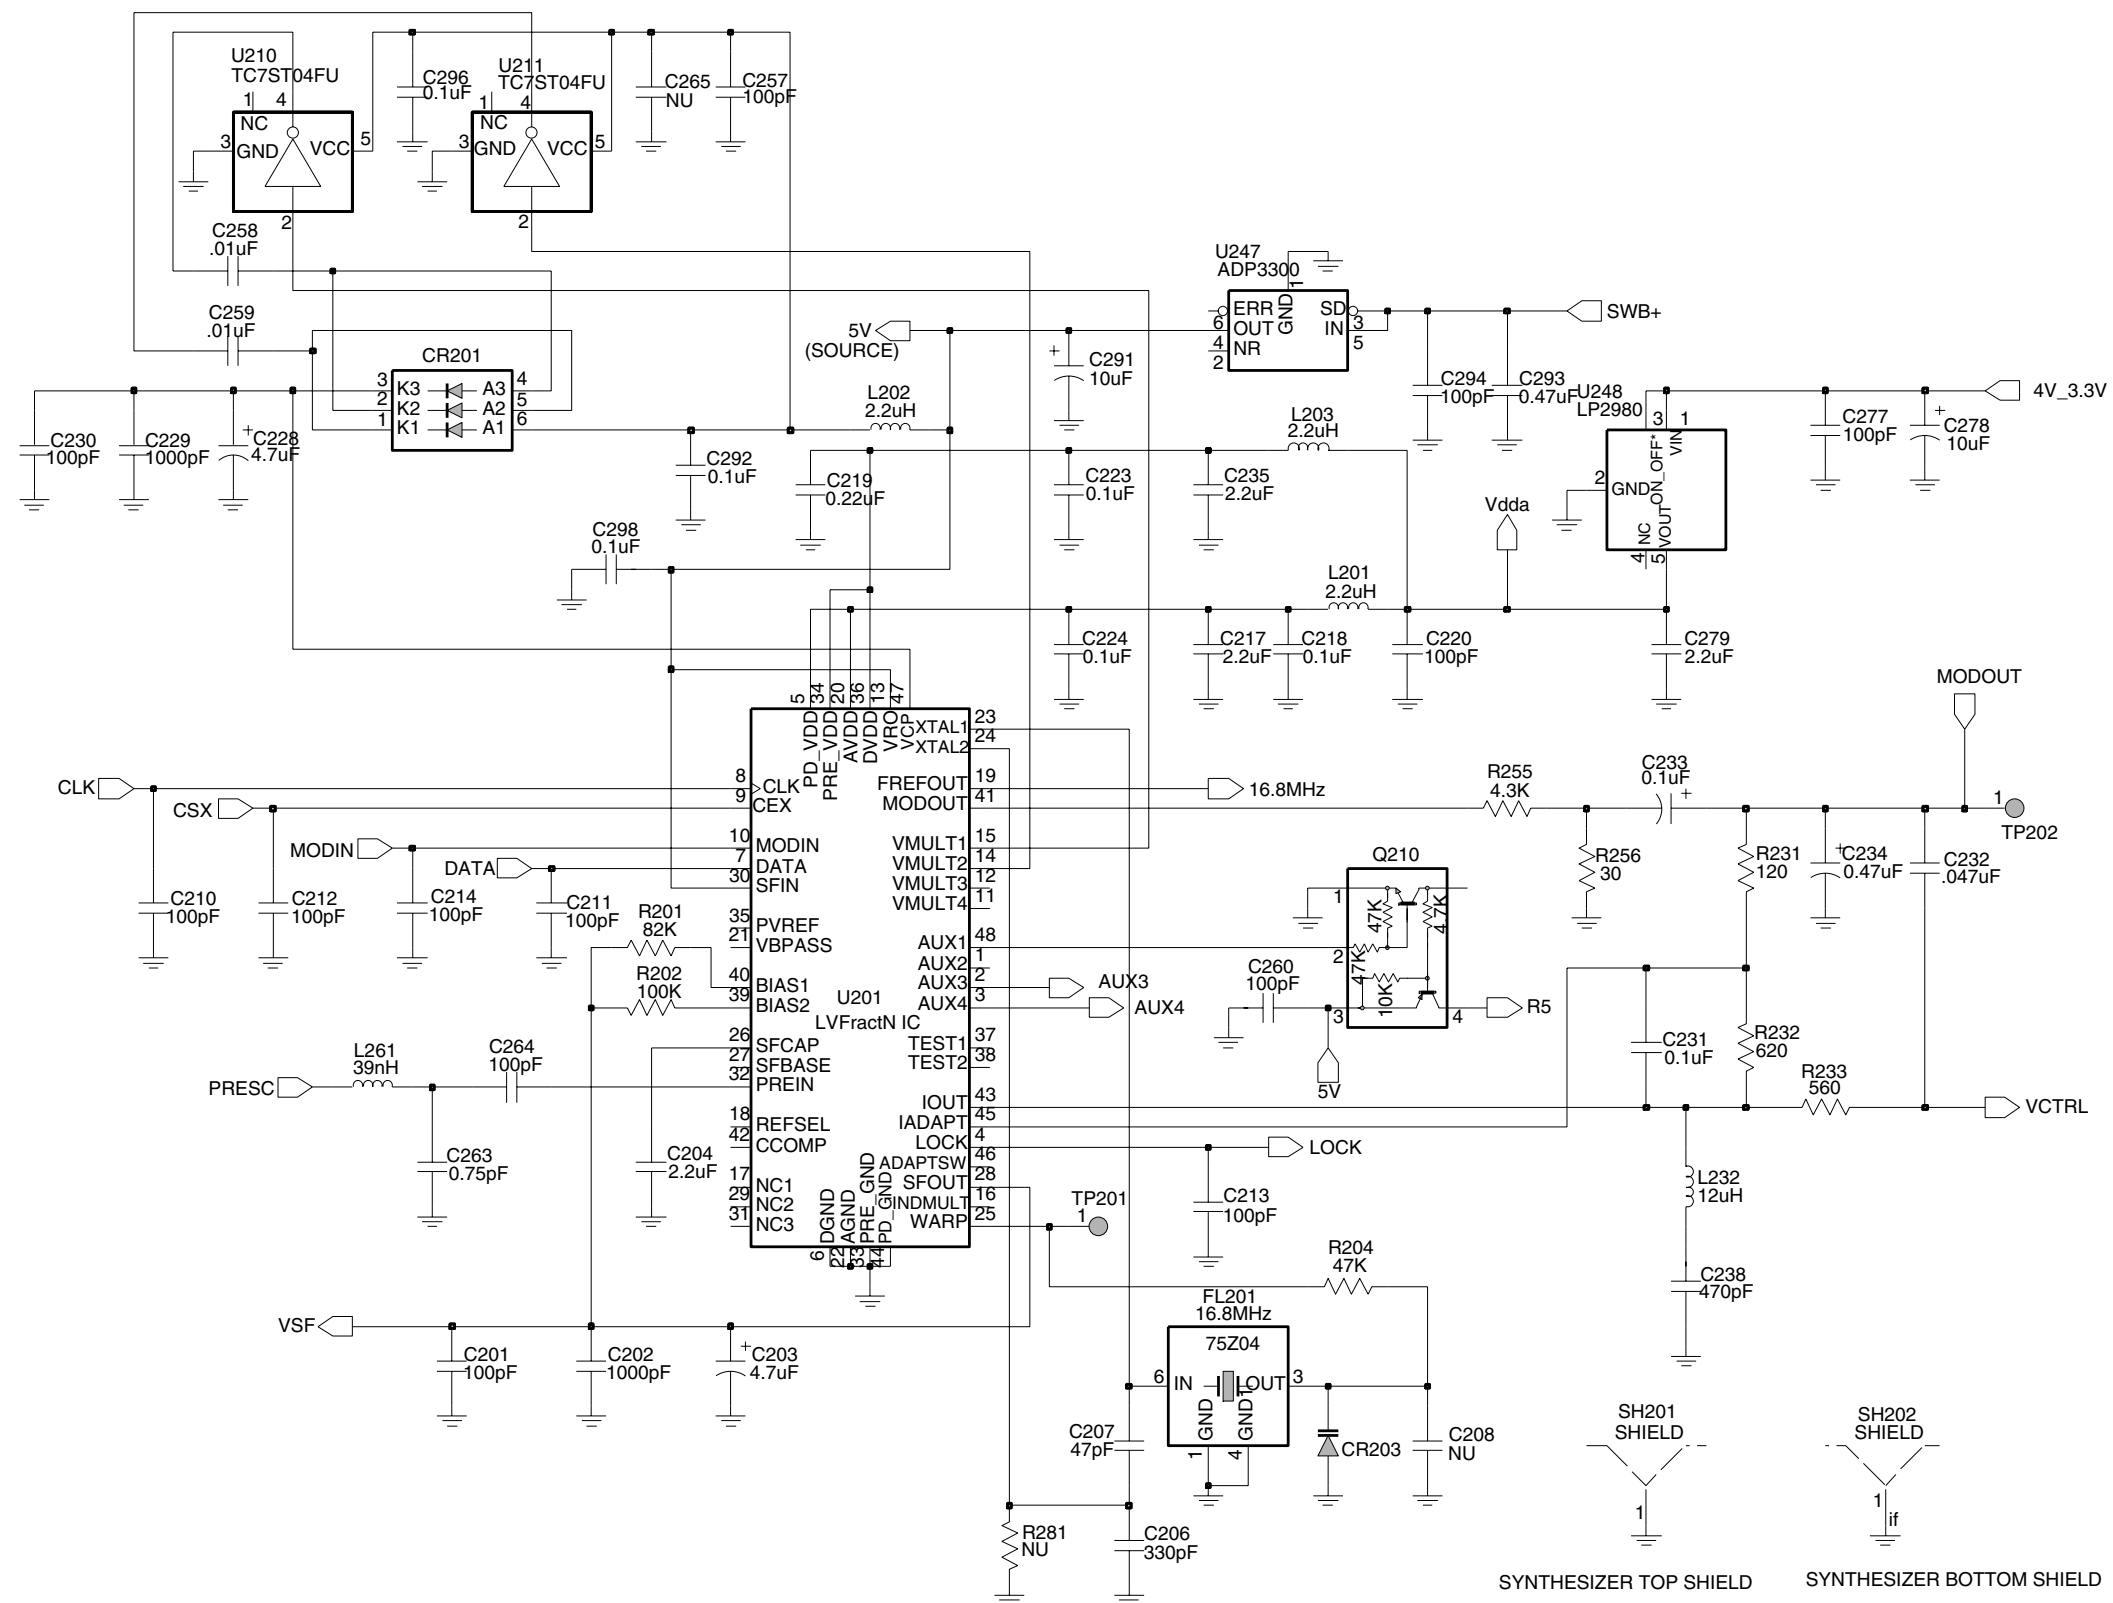 U210
TC7ST04FU
1
4
NC
3
GND
VCC
5
2
C296
0.1uF
U211
TC7ST04FU
1
4
NC
3
GND
VCC
5
2
C265
NU
C257
100pF
C258
.01uF
C259
.01uF
CR201
3
K3
A3
4
2
K2
A2
5
1
K1
A1
6
C230
100pF
C229
1000pF
+
C228
4.7uF
5V
(SOURCE)
L202
2.2uH
+
C291
10uF
U247
ADP3300
1
ERR
GND
SD
6
OUT
IN
3
4
NR
5
2
SWB+
C294
100pF
C293
0.47uF
U248
LP2980
3
1
ON_OFF*
VIN
2
GND
NC
VOUT
4
5
4V_3.3V
C277
100pF
+
C278
10uF
C292
0.1uF
C219
0.22uF
C223
0.1uF
C235
2.2uF
L203
2.2uH
Vdda
C298
0.1uF
L201
2.2uH
C224
0.1uF
C217
2.2uF
C218
0.1uF
C220
100pF
C279
2.2uF
MODOUT
5
34
20
36
13
47
PD_VDD
PRE_VDD
AVDD
DVDD
VRO
VCP
XTAL1
23
XTAL2
24
CLK
8
CLK
FREFOUT
19
16.8MHz
CSX
9
CEX
MODOUT
41
MODIN
10
MODIN
VMULT1
15
DATA
7
DATA
VMULT2
14
30
SFIN
VMULT3
12
VMULT4
11
C210
100pF
C212
100pF
C214
100pF
C211
100pF
R201
82K
35
PVREF
21
VBPASS
AUX1
48
AUX2
1
R202
100K
40
BIAS1
AUX3
2
AUX3
39
BIAS2
AUX4
3
AUX4
U201
LVFractN IC
26
SFCAP
TEST1
37
27
SFBASE
TEST2
38
32
PREIN
PRESC
L261
39nH
C264
100pF
C263
0.75pF
C204
2.2uF
18
REFSEL
42
CCOMP
17
NC1
29
NC2
31
NC3
IOUT
43
IADAPT
45
LOCK
4
LOCK
ADAPTSW
46
SFOUT
28
INDMULT
16
WARP
25
DGND
AGND
PRE_GND
PD_GND
6
22
33
44
Q210
1
47K
4.7K
2
47K
10K
3
4
R5
C260
100pF
5V
R255
4.3K
C233
0.1uF
+
R256
30
R231
120
+
C234
0.47uF
C232
.047uF
1
TP202
C231
0.1uF
R232
620
R233
560
VCTRL
L232
12uH
C238
470pF
C213
100pF
TP201
1
R204
47K
VSF
C201
100pF
C202
1000pF
+
C203
4.7uF
FL201
16.8MHz
75Z04
6
IN
OUT
3
GND
GND1
1
4
C207
47pF
CR203
C208
NU
R281
NU
C206
330pF
SH201
SHIELD
1
SH202
SHIELD
1
if
SYNTHESIZER TOP SHIELD
SYNTHESIZER BOTTOM SHIELD